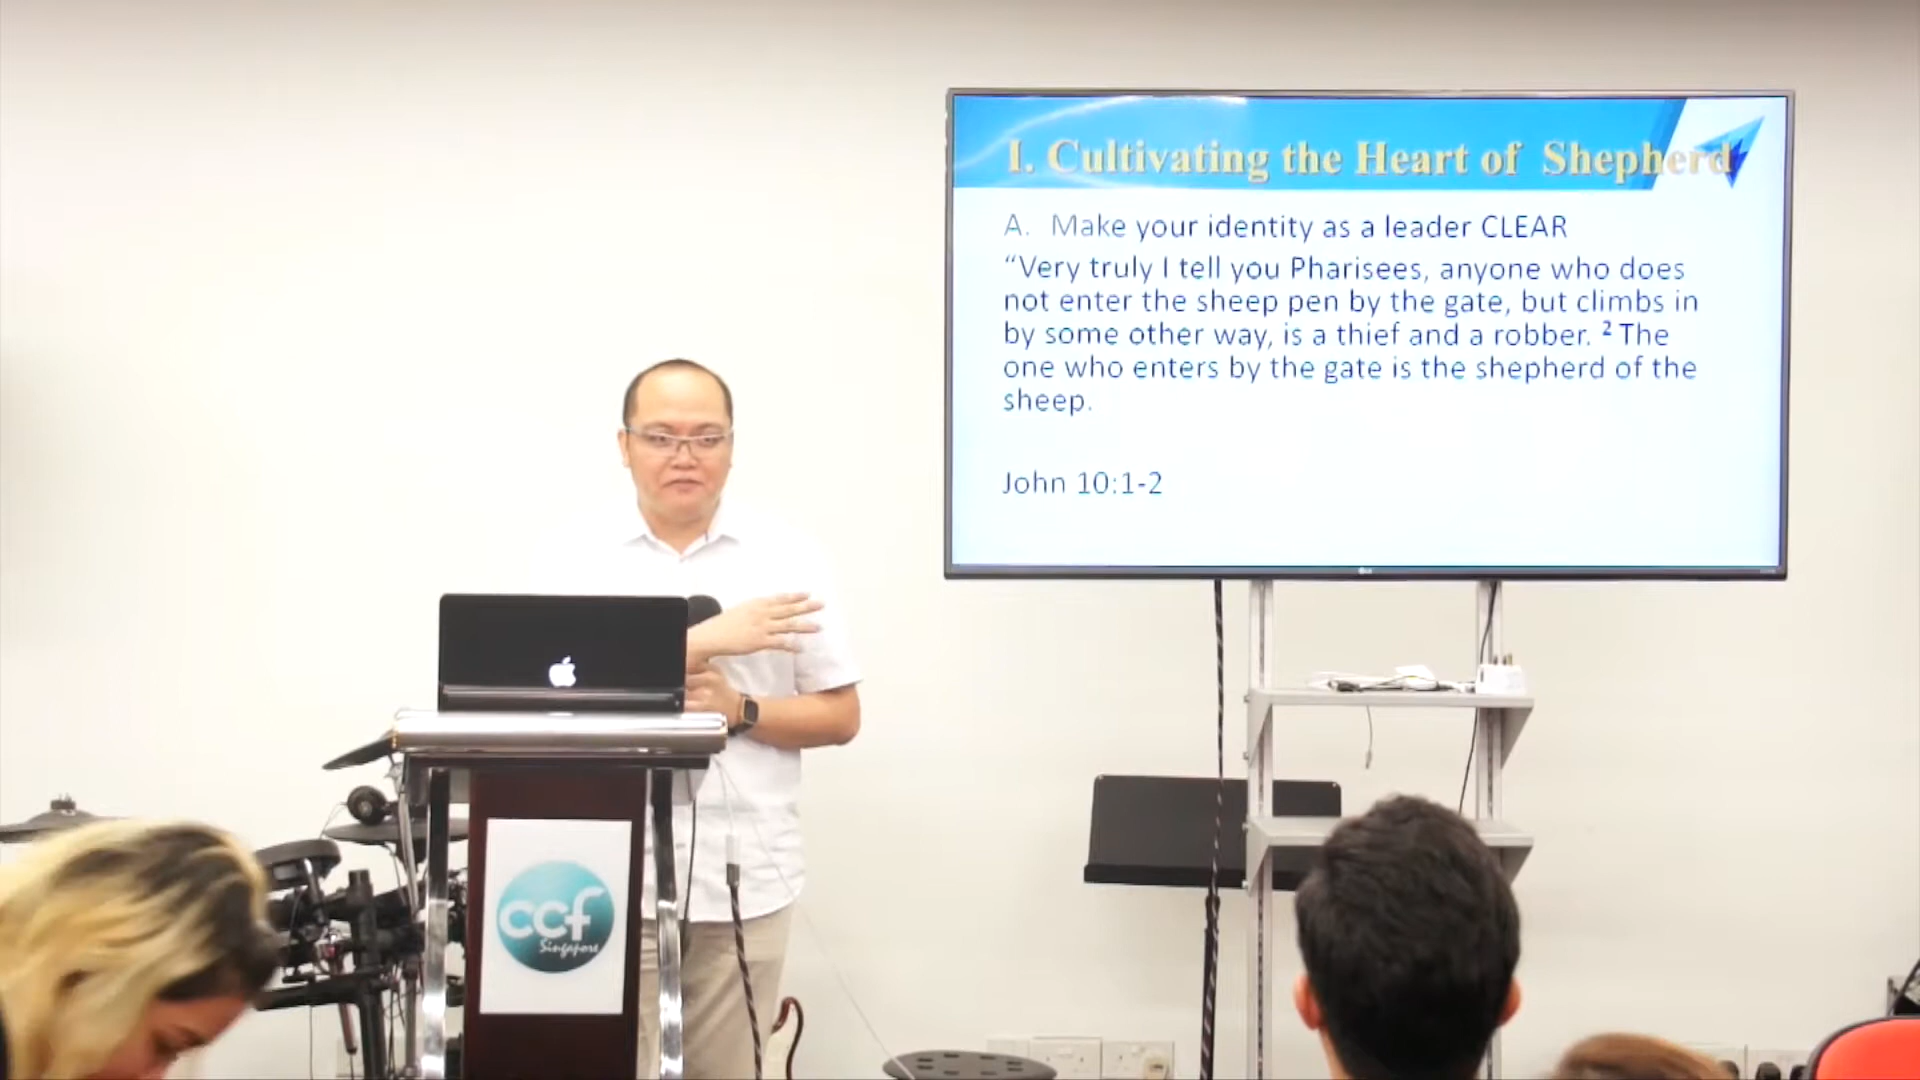 I. Cultivating the Heart of Shepherd
A. Make your identity as a leader CLEAR
“Very truly I tell you Pharisees, anyone who does
not enter the sheep pen by the gate, but climbs in
by some other way, is a thief and a robber. ² The
one who enters by the gate is the shepherd of the
sheep.
John 10:1-2
ccf
Singapore